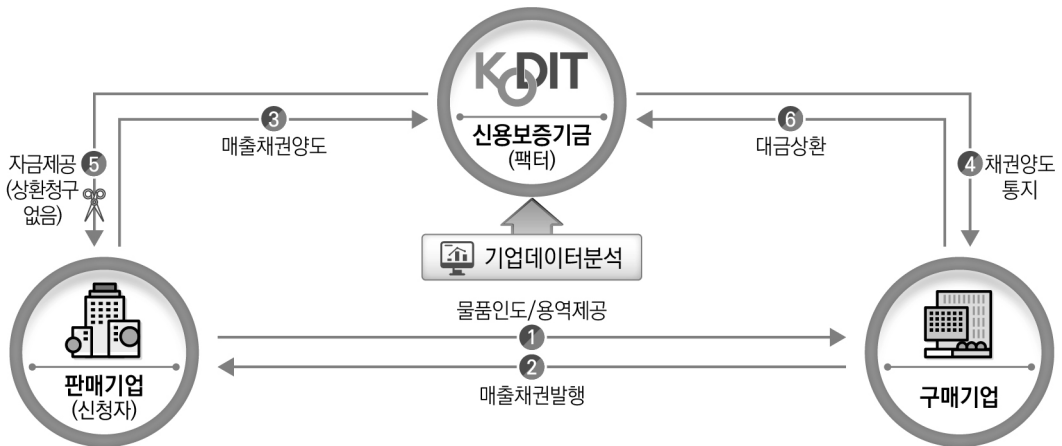 KODIT
신용보증기금
(팩터)
3
매출채권양도
6
대금상환
자금제공 5
(상환청구
없음)
4 채권양도
통지
기업데이터분석
물품인도/용역제공
1
2
매출채권발행
판매기업
(신청자)
구매기업